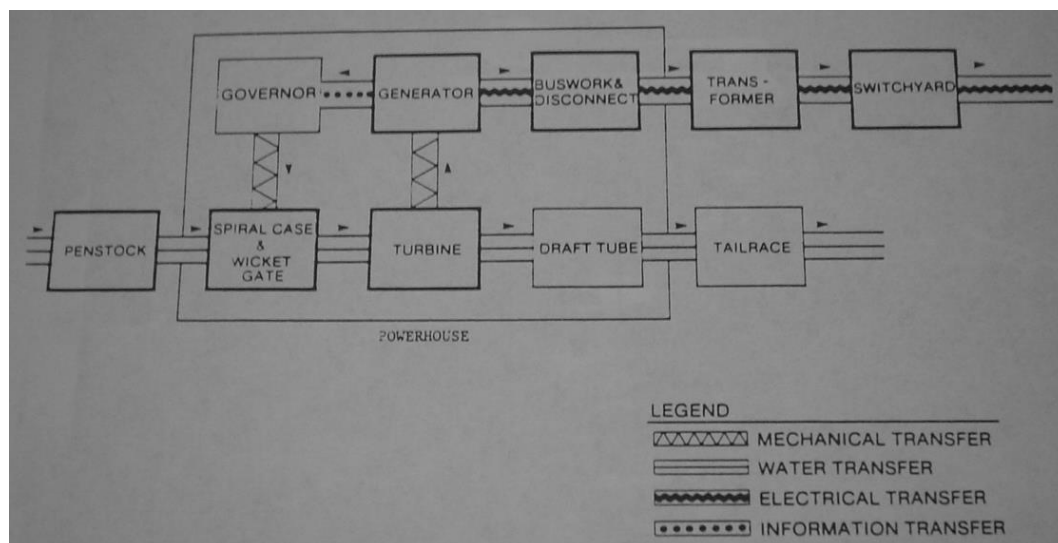 GOVERNOR
GENERATOR
BUSWORK&
DISCONNECT
TRANS -
FORMER
SWITCHYARD
PENSTOCK
SPIRAL CASE
&
WICKET
GATE
TURBINE
DRAFT TUBE
TAILRACE
POWERHOUSE
LEGEND
MECHANICAL TRANSFER
WATER TRANSFER
ELECTRICAL TRANSFER
INFORMATION TRANSFER